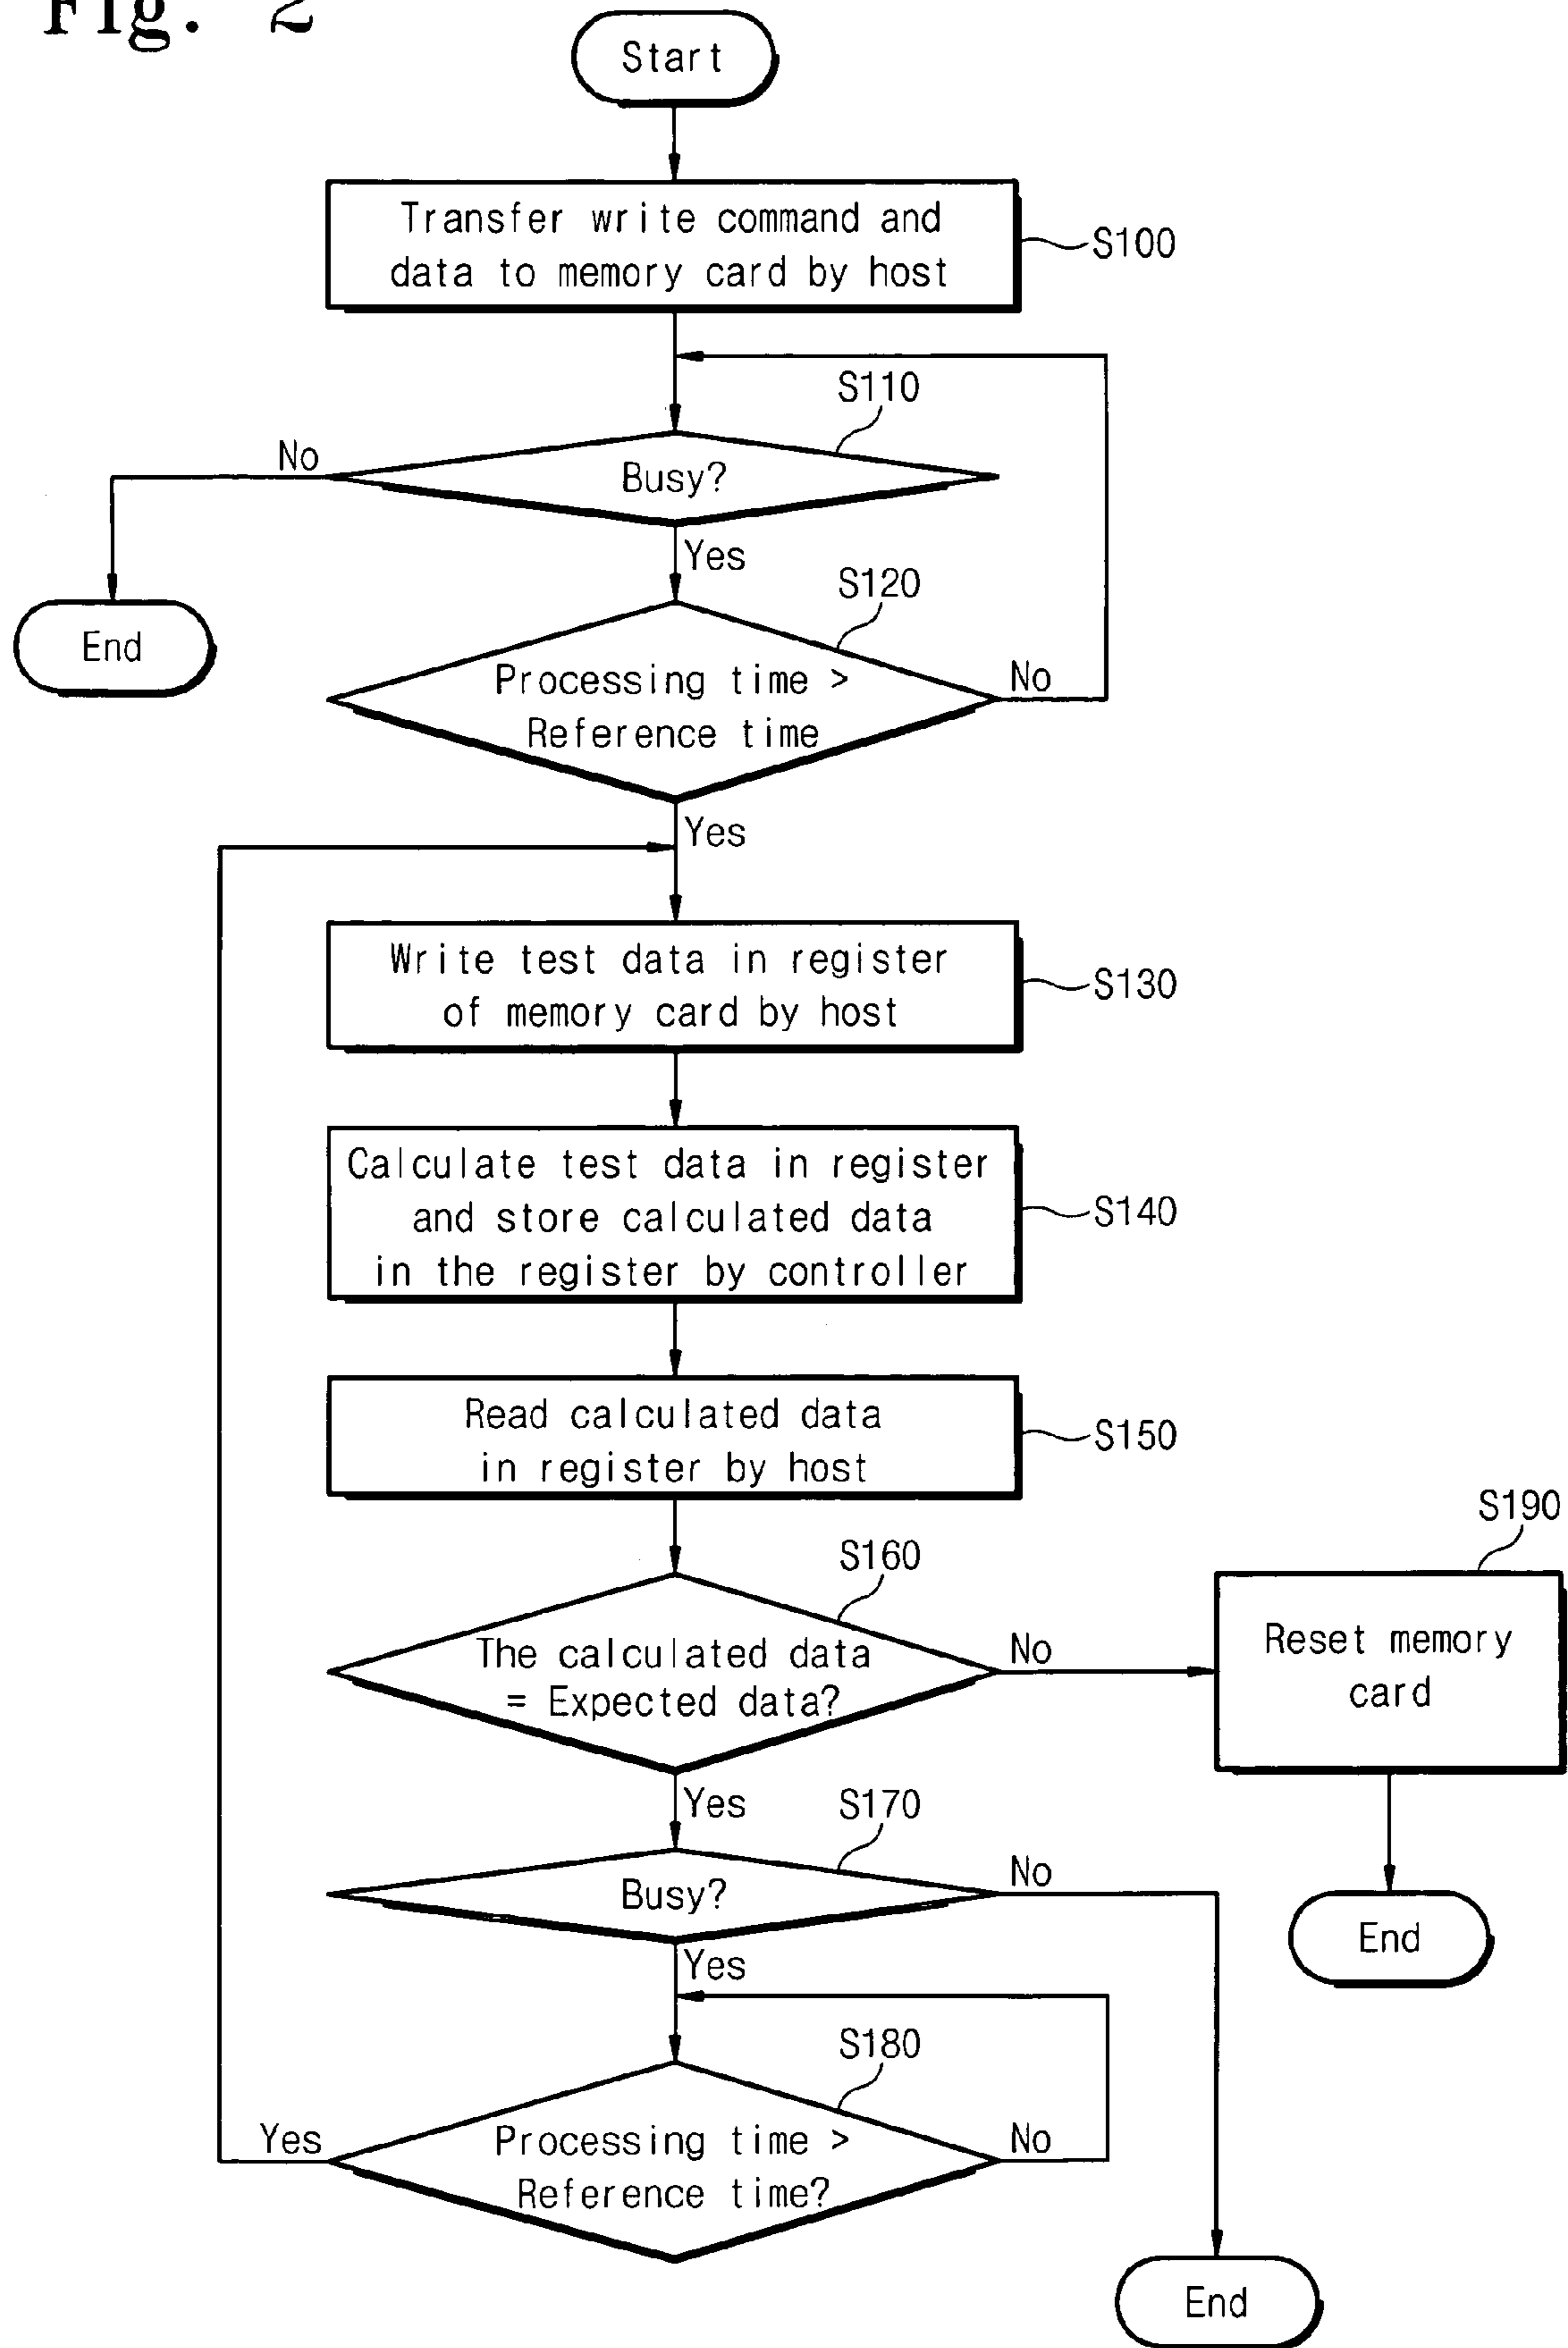 Fig. 2
Start
Transfer write command and
data to memory card by host
S100
S110
No
Busy?
Yes
S120
End
Processing time >
Reference time
No
Yes
Write test data in register
of memory card by host
S130
Calculate test data in register
and store calculated data
in the register by controller
S140
Read calculated data
in register by host
S150
S190
S160
The calculated data
= Expected data?
No
Reset memory
card
Yes
S170
No
Busy?
End
Yes
S180
Yes
Processing time >
Reference time?
No
End